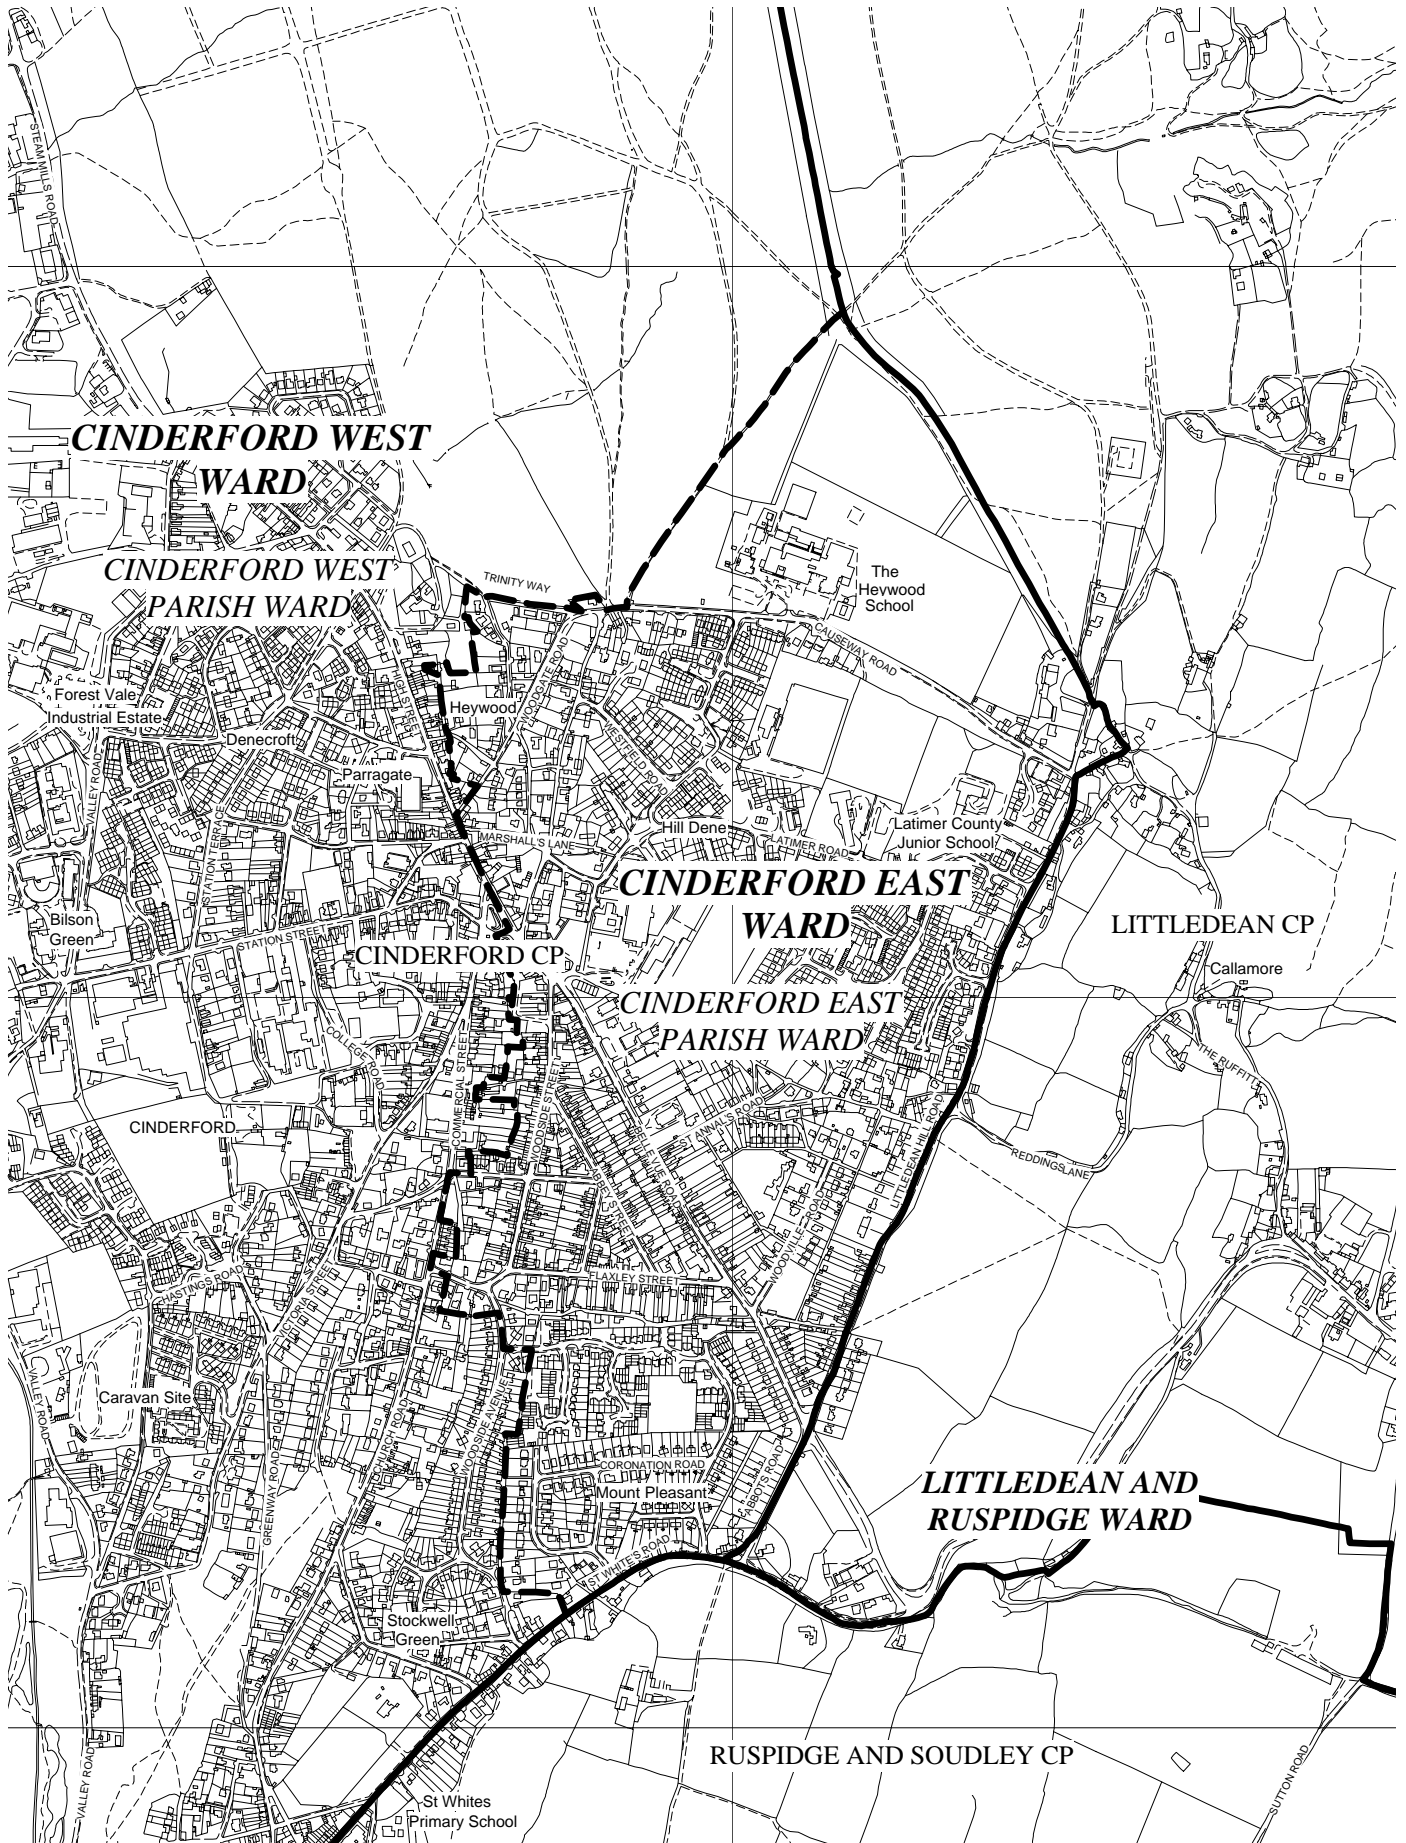 STEAM MILLS ROAD
CINDERFORD WEST
WARD
CINDERFORD WEST
PARISH WARD
TRINITY WAY
The
Heywood
School
CAUSEWAY ROAD
HIGH STREET
WOODGATE ROAD
Forest Vale
Industrial Estate
Heywood
WESTFIELD ROAD
Denecroft
Parragate
VALLEY ROAD
STATION TERRACE
MARSHALL'S LANE
Hill Dene
LATIMER ROAD
Latimer County
Junior School
CINDERFORD EAST
WARD
Bilson
Green
STATION STREET
CINDERFORD CP
LITTLEDEAN CP
Callamore
CINDERFORD EAST
PARISH WARD
COLLEGE ROAD
COMMERCIAL STREET
WOODSIDE STREET
THE RUFFITT
CINDERFORD
BELLEVUE ROAD
ST ANNALS ROAD
LITTLEDEAN HILL ROAD
REDDINGS LANE
ABBEY STREET
WOODVILLE ROAD
HASTINGS ROAD
VICTORIA STREET
FLAXLEY STREET
VALLEY ROAD
Caravan Site
CHURCH ROAD
WOODSIDE AVENUE
GREENWAY ROAD
CORONATION ROAD
Mount Pleasant
ABBOTS ROAD
LITTLEDEAN AND
RUSPIDGE WARD
ST WHITES ROAD
Stockwell
Green
RUSPIDGE AND SOUDLEY CP
VALLEY ROAD
St Whites
Primary School
SUTTON ROAD